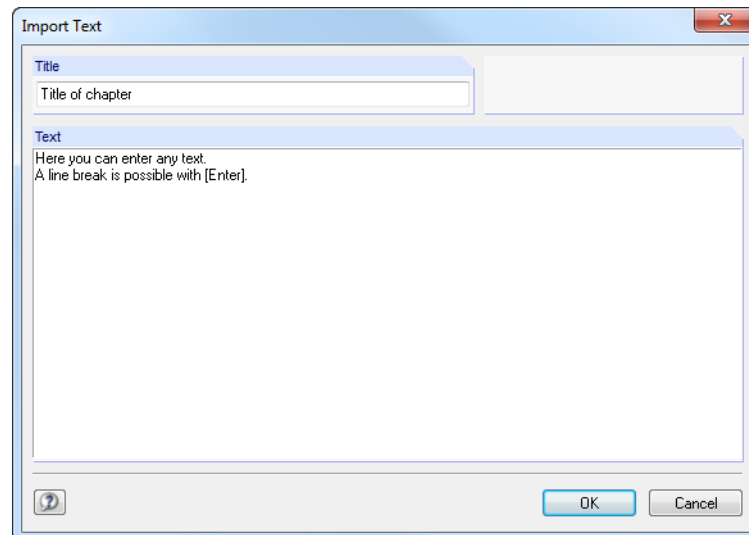 Import Text
Title
Title of chapter
Text
Here you can enter any text.
A line break is possible with [Enter].
OK
Cancel